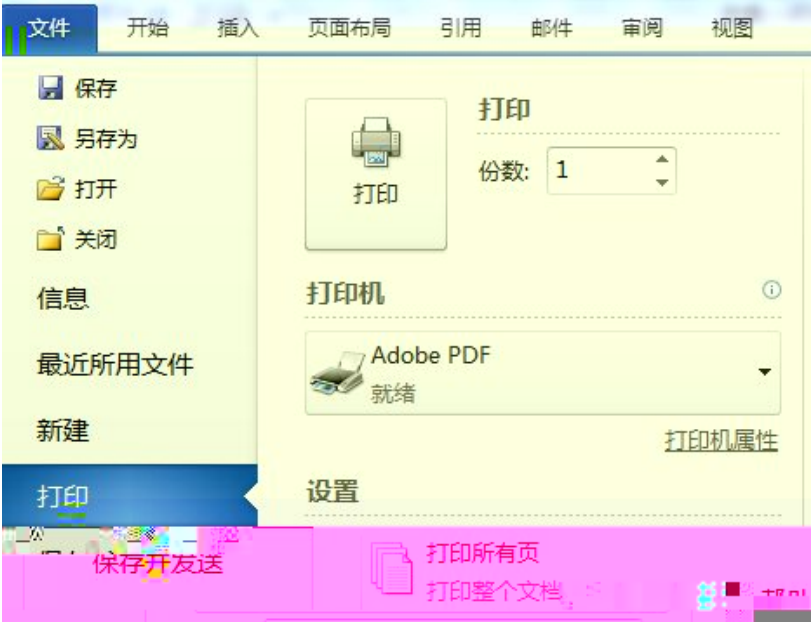 文件 开始 插入 页面布局 引用 邮件 审阅 视图
保存
另存为
打开
关闭
信息
最近所用文件
新建
打印
保存并发送
打印
打印
份数: 1
打印机
Adobe PDF
就绪
打印机属性
设置
打印所有页
打印整个文档